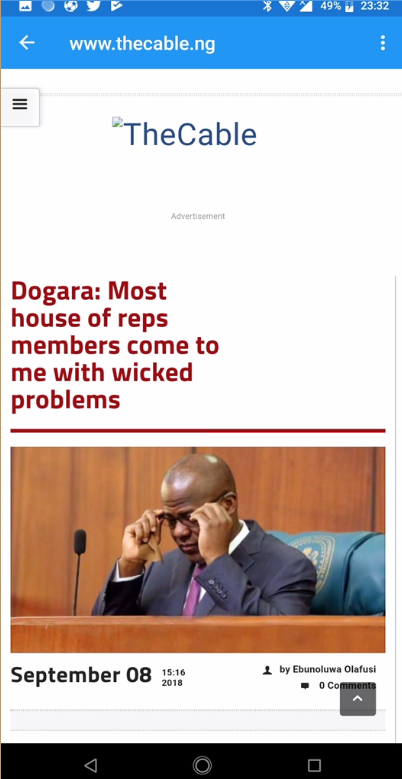 49% 23:32
www.thecable.ng
TheCable
Advertisement
Dogara: Most
house of reps
members come to
me with wicked
problems
September 08 15:16
2018
by Ebunoluwa Olafusi
0 Comments